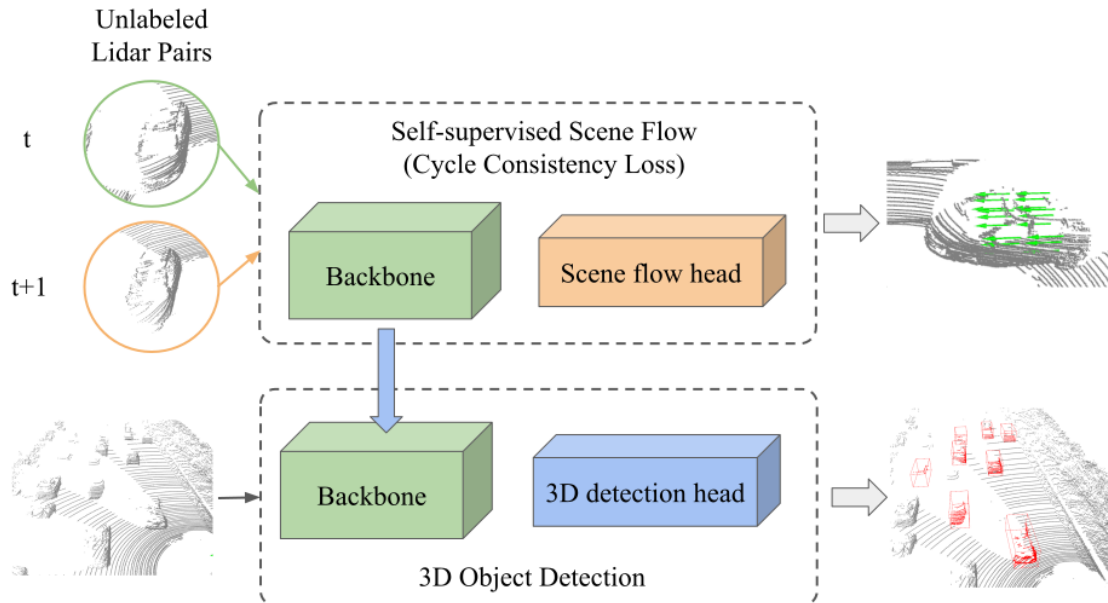 Unlabeled
Lidar Pairs
t
t+1
Self-supervised Scene Flow
(Cycle Consistency Loss)
Backbone
Scene flow head
Backbone
3D detection head
3D Object Detection